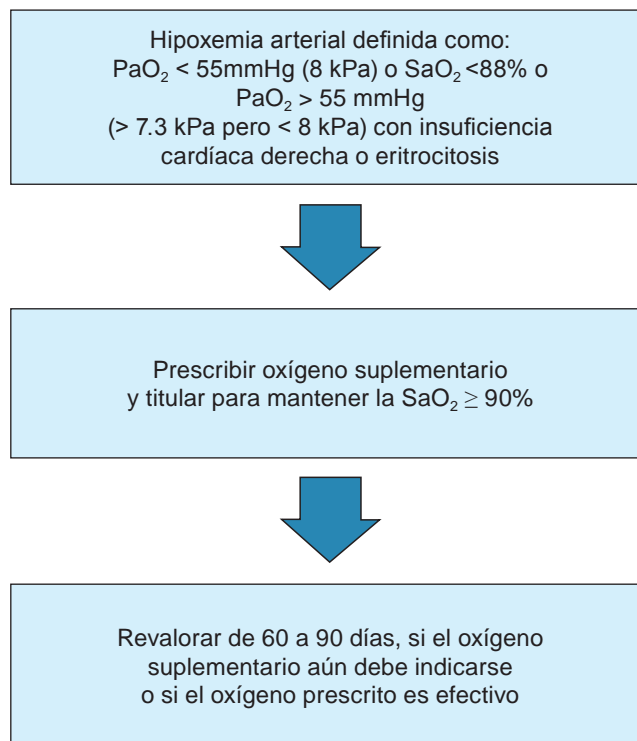 Hipoxemia arterial definida como:
PaO₂ < 55mmHg (8 kPa) o SaO₂ <88% o
PaO₂ > 55 mmHg
(> 7.3 kPa pero < 8 kPa) con insuficiencia
cardíaca derecha o eritrocitosis
Prescribir oxígeno suplementario
y titular para mantener la SaO₂ ≥ 90%
Revalorar de 60 a 90 días, si el oxígeno
suplementario aún debe indicarse
o si el oxígeno prescrito es efectivo